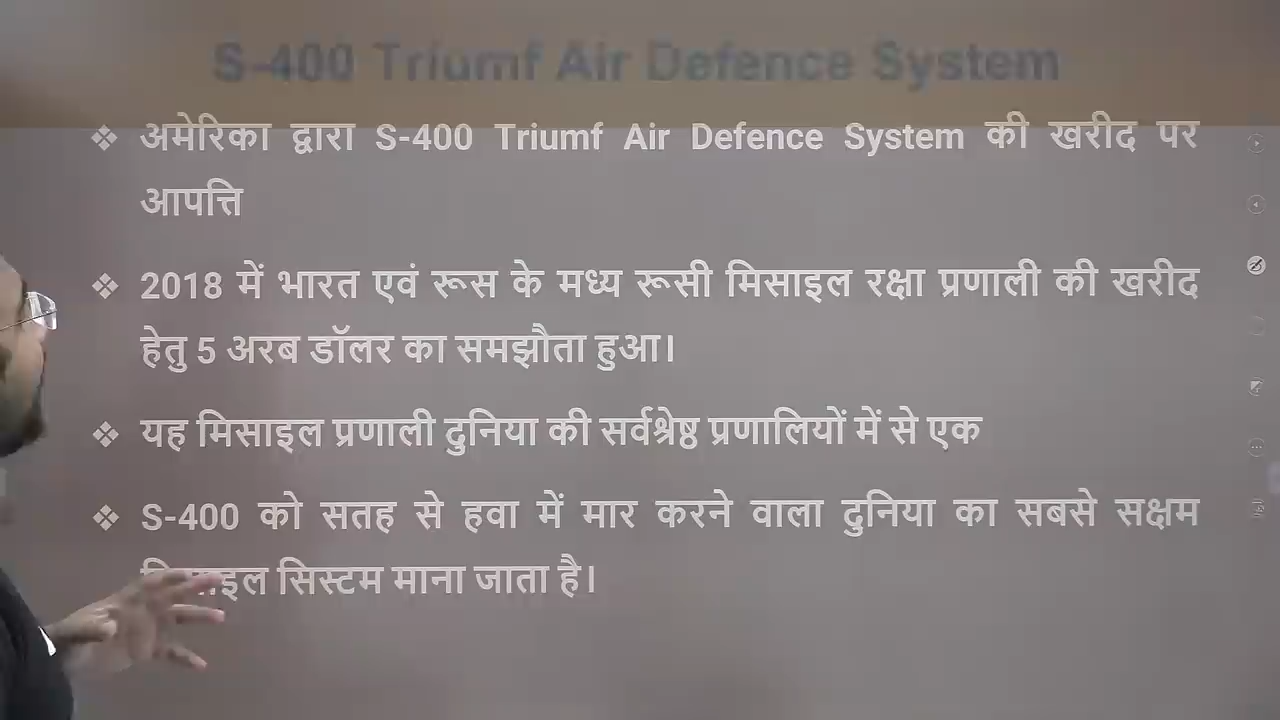 S-400 Triumf Air Defence System
❖ अमेरिका द्वारा S-400 Triumf Air Defence System की खरीद पर
आपत्ति
❖ 2018 में भारत एवं रूस के मध्य रूसी मिसाइल रक्षा प्रणाली की खरीद
हेतु 5 अरब डॉलर का समझौता हुआ।
❖ यह मिसाइल प्रणाली दुनिया की सर्वश्रेष्ठ प्रणालियों में से एक
❖ S-400 को सतह से हवा में मार करने वाला दुनिया का सबसे सक्षम
सिस्टम माना जाता है।